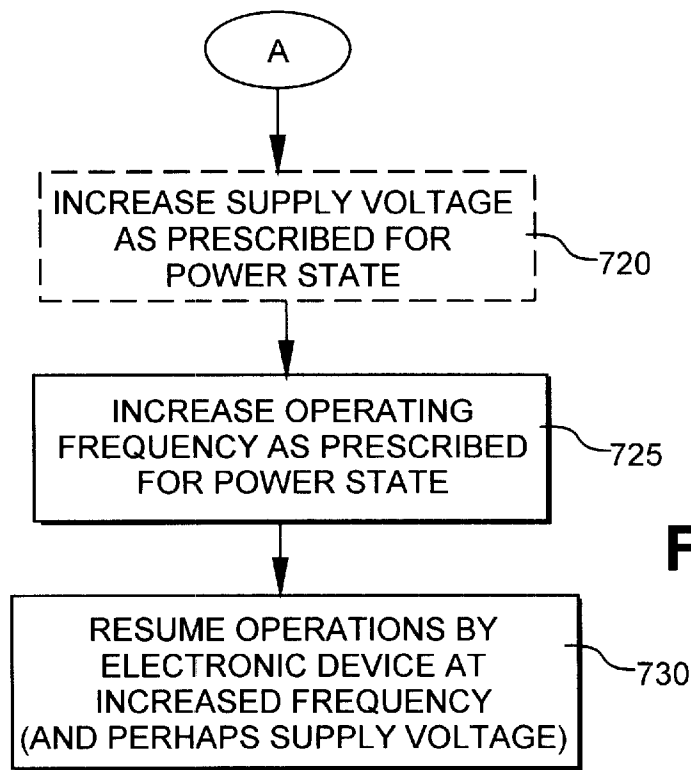 A
INCREASE SUPPLY VOLTAGE
AS PRESCRIBED FOR
POWER STATE
720
INCREASE OPERATING
FREQUENCY AS PRESCRIBED
FOR POWER STATE
725
F
RESUME OPERATIONS BY
ELECTRONIC DEVICE AT
INCREASED FREQUENCY
(AND PERHAPS SUPPLY VOLTAGE)
730